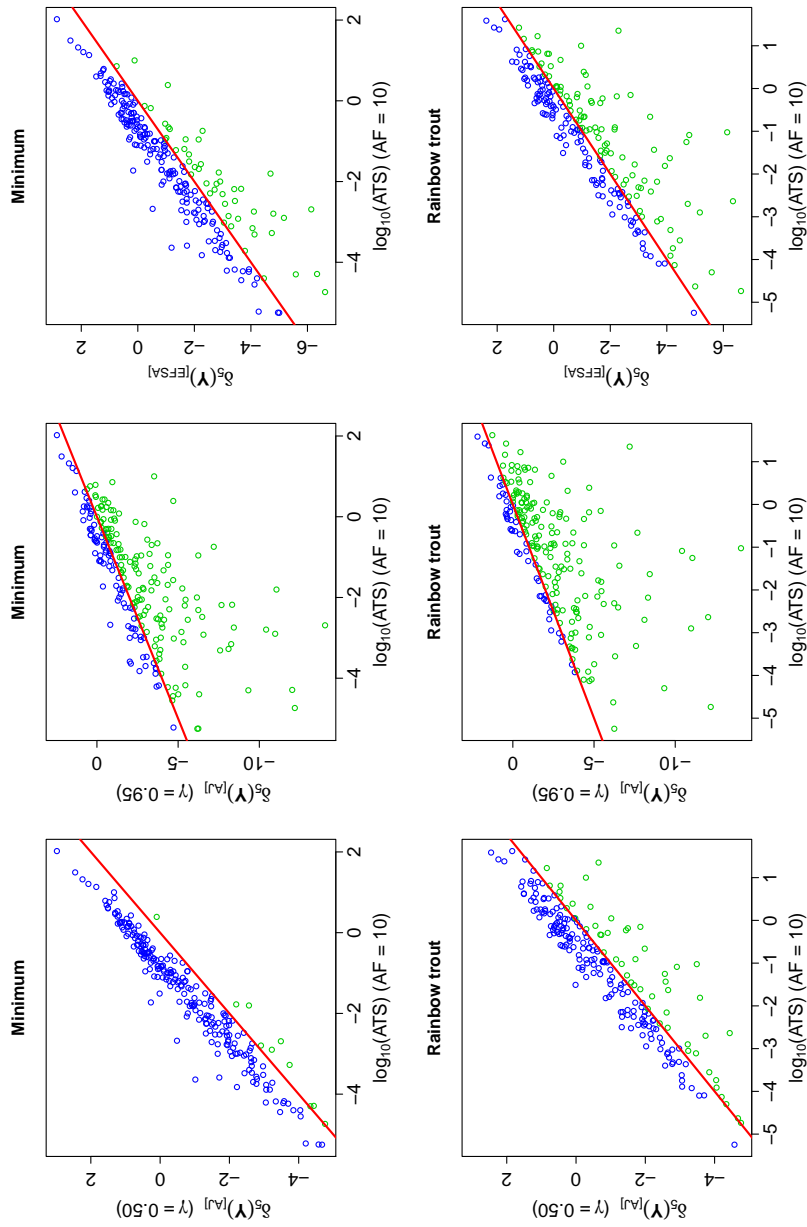 Minimum
δ₅(Y)[AJ] (γ = 0.50)
2
0
−2
−4
−4 −2 0 2
log₁₀(ATS) (AF = 10)
Minimum
δ₅(Y)[AJ] (γ = 0.95)
0
−5
−10
−4 −2 0 2
log₁₀(ATS) (AF = 10)
Minimum
δ₅(Y)[EFSA]
2
0
−2
−4
−6
−4 −2 0 2
log₁₀(ATS) (AF = 10)
Rainbow trout
δ₅(Y)[AJ] (γ = 0.50)
2
0
−2
−4
−5 −4 −3 −2 −1 0 1
log₁₀(ATS) (AF = 10)
Rainbow trout
δ₅(Y)[AJ] (γ = 0.95)
0
−5
−10
−5 −4 −3 −2 −1 0 1
log₁₀(ATS) (AF = 10)
Rainbow trout
δ₅(Y)[EFSA]
2
0
−2
−4
−6
−5 −4 −3 −2 −1 0 1
log₁₀(ATS) (AF = 10)